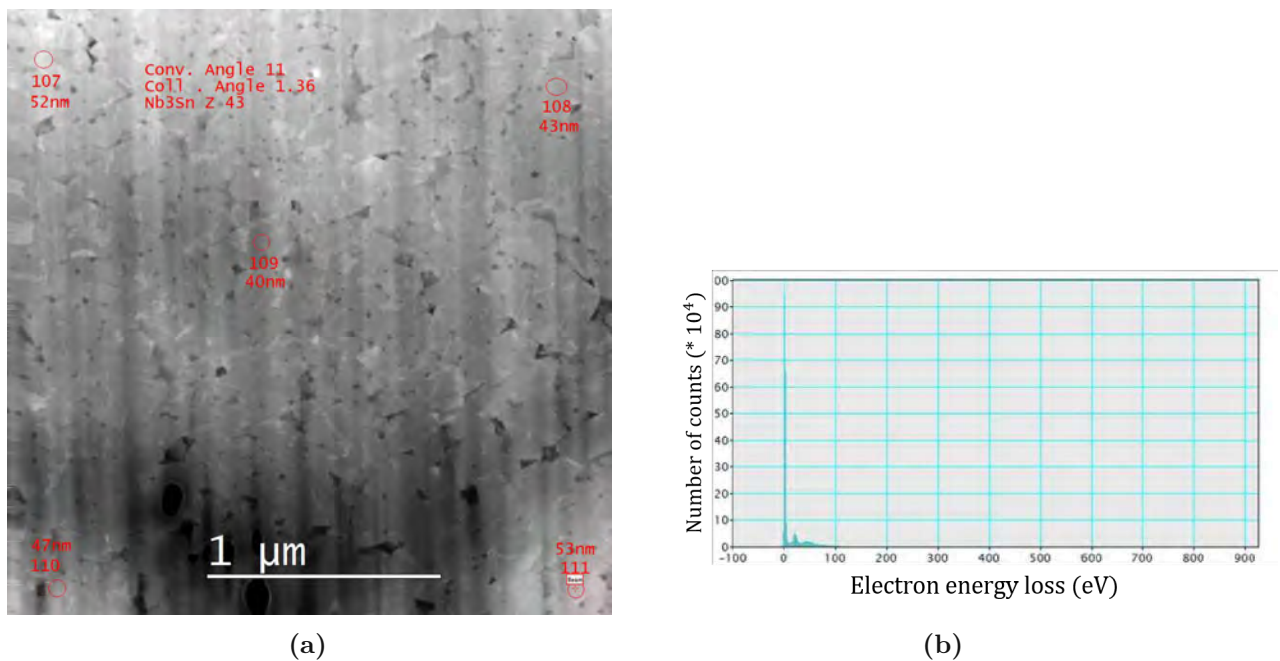 107
52nm
Conv. Angle 11
Coll . Angle 1.36
Nb3Sn Z 43
108
43nm
109
40nm
47nm
110
53nm
111
1 μm
(a)
Number of counts (* 10⁴)
00
90
80
70
60
50
40
30
20
10
0
-100 0 100 200 300 400 500 600 700 800 900
Electron energy loss (eV)
(b)